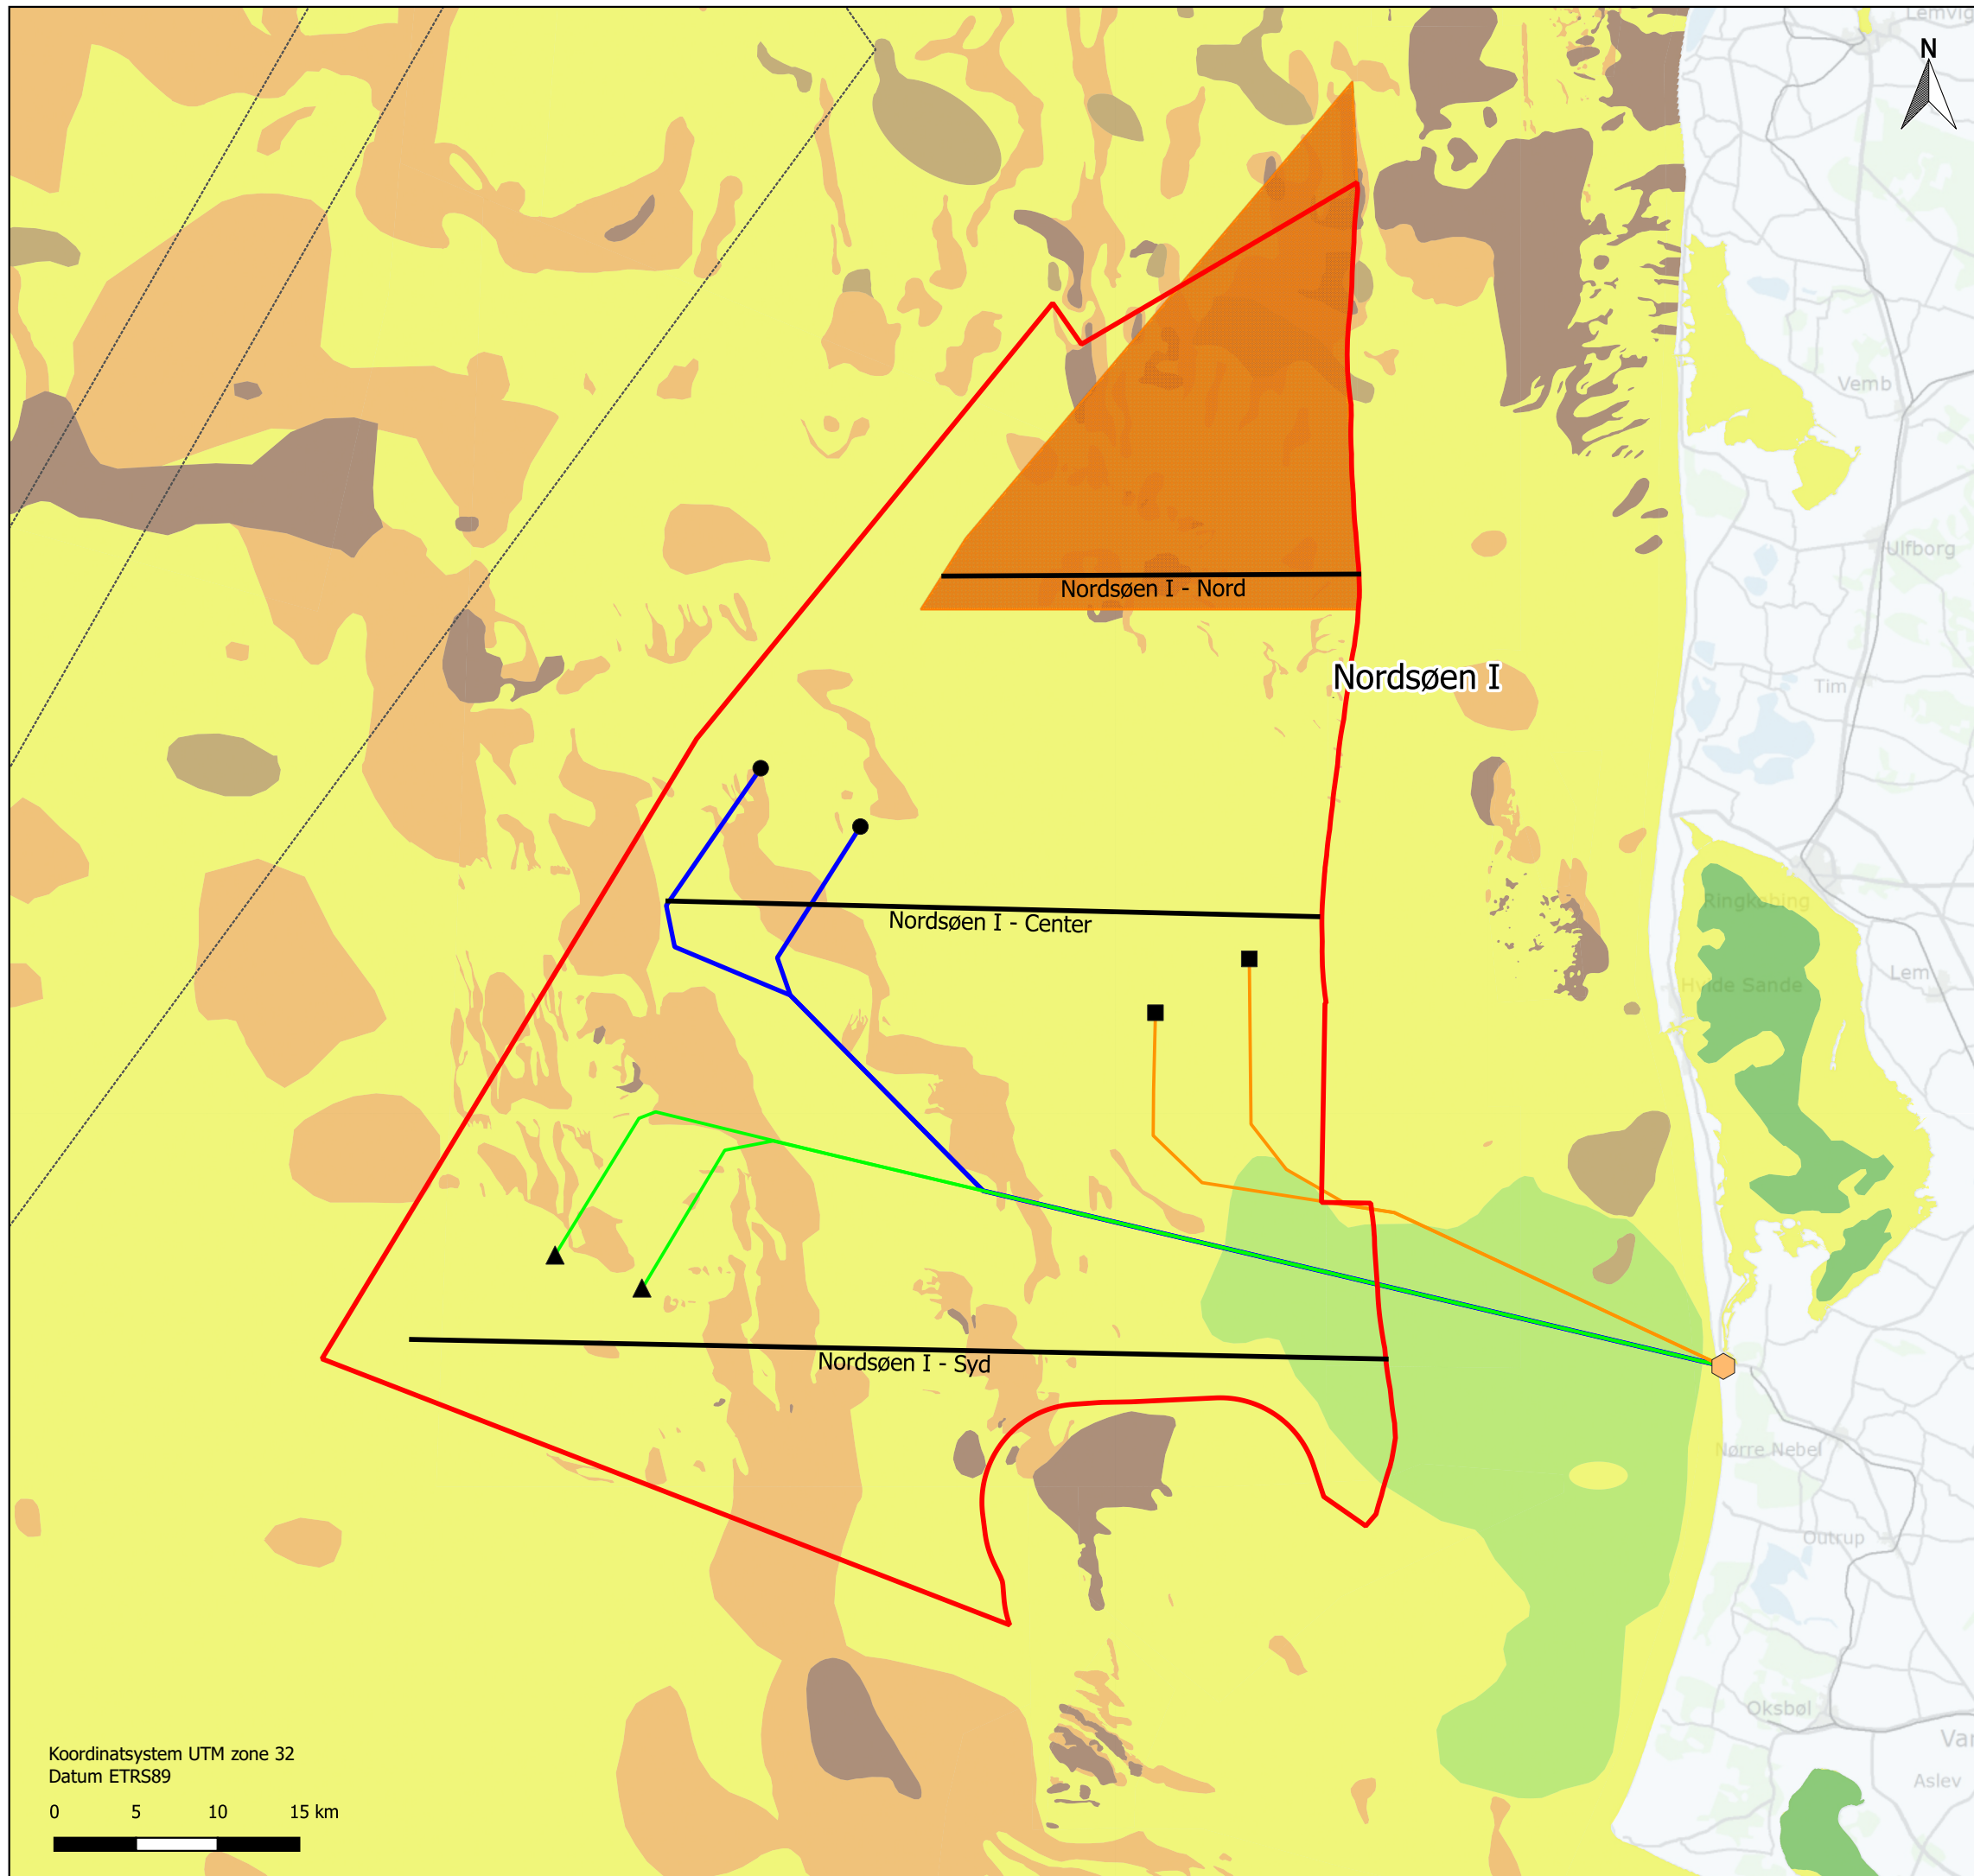 Lemvig
N
Vemb
Ulfborg
Nordsøen I - Nord
Nordsøen I
Tim
Ringkøbing
Nordsøen I - Center
Lem
Hvide Sande
Nordsøen I - Syd
Nørre Nebel
Outrup
Oksbøl
Var
Koordinatsystem UTM zone 32
Datum ETRS89
Aslev
0 5 10 15 km